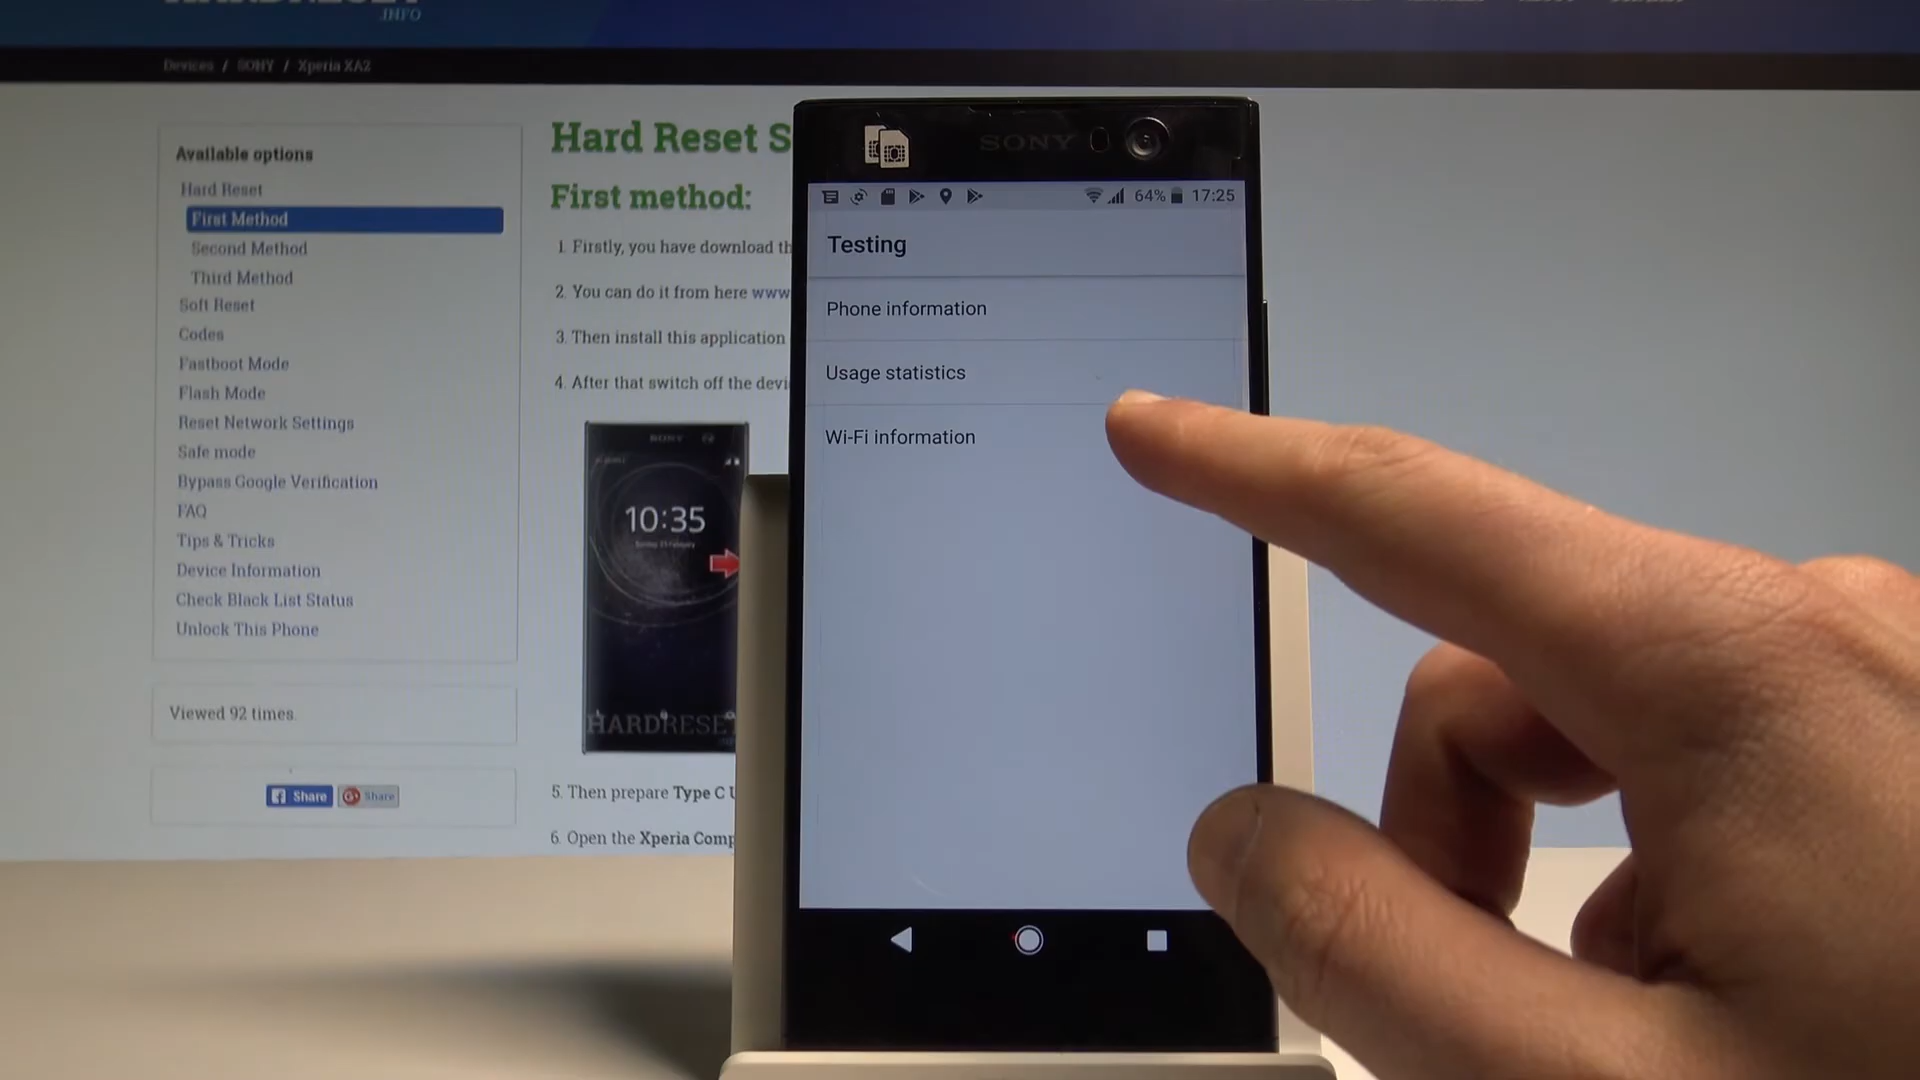 .INFO
Devices / SONY / Xperia XA2
Available options
Hard Reset
First Method
Second Method
Third Method
Soft Reset
Codes
Fastboot Mode
Flash Mode
Reset Network Settings
Safe mode
Bypass Google Verification
FAQ
Tips & Tricks
Device Information
Check Black List Status
Unlock This Phone
Viewed 92 times.
Share
Share
Hard Reset S
First method:
1. Firstly, you have download th
2. You can do it from here www
3. Then install this application
4. After that switch off the devi
SONY
10:35
HARDRESE
5. Then prepare Type C U
6. Open the Xperia Comp
SONY
64% 17:25
Testing
Phone information
Usage statistics
Wi-Fi information